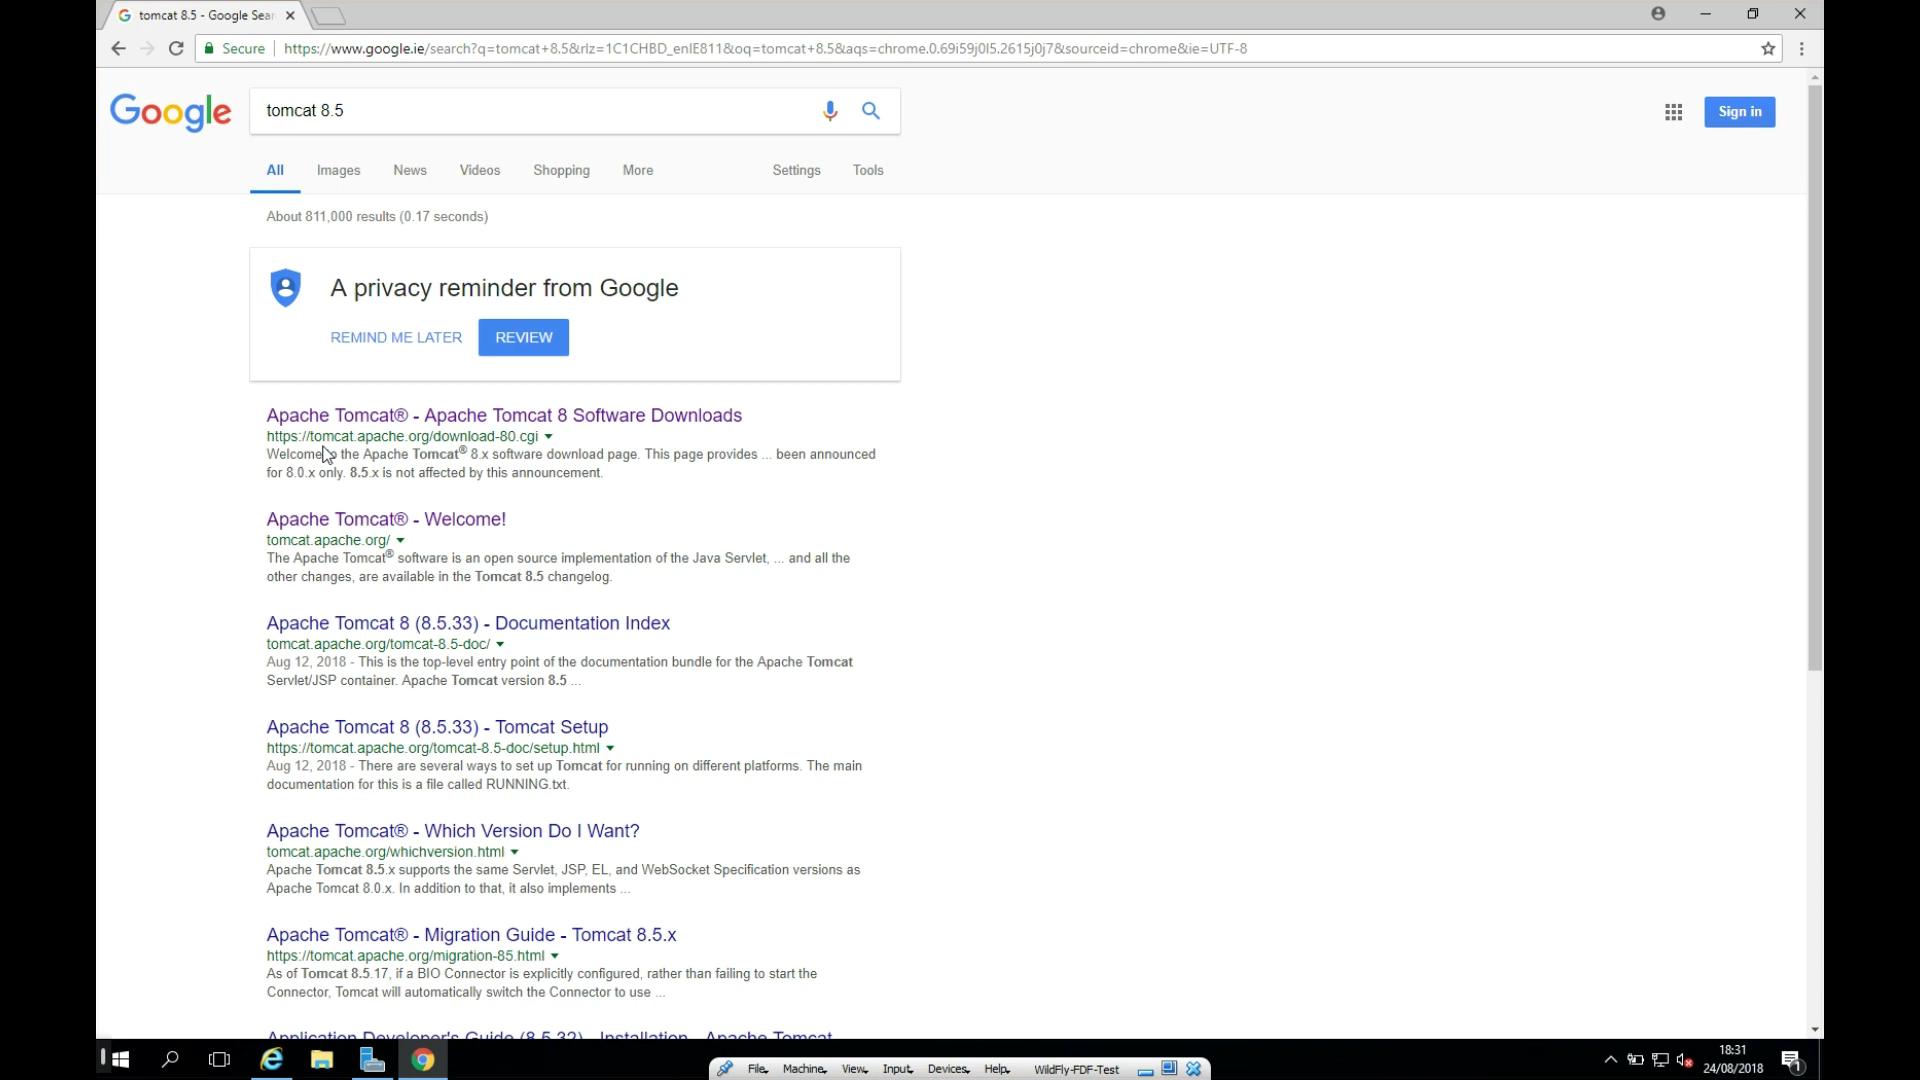 tomcat 8.5 - Google Sear
Secure
https://www.google.ie/search?q=tomcat+8.5&rlz=1C1CHBD_enIE811&oq=tomcat+8.5&aqs=chrome.0.69i59j0l5.2615j0j7&sourceid=chrome&ie=UTF-8
Google
tomcat 8.5
Sign in
All Images News Videos Shopping More Settings Tools
About 811,000 results (0.17 seconds)
A privacy reminder from Google
REMIND ME LATER REVIEW
Apache Tomcat® - Apache Tomcat 8 Software Downloads
https://tomcat.apache.org/download-80.cgi
Welcome to the Apache Tomcat® 8.x software download page. This page provides ... been announced
for 8.0.x only. 8.5.x is not affected by this announcement.
Apache Tomcat® - Welcome!
tomcat.apache.org/
The Apache Tomcat® software is an open source implementation of the Java Servlet, ... and all the
other changes, are available in the Tomcat 8.5 changelog.
Apache Tomcat 8 (8.5.33) - Documentation Index
tomcat.apache.org/tomcat-8.5-doc/
Aug 12, 2018 - This is the top-level entry point of the documentation bundle for the Apache Tomcat
Servlet/JSP container. Apache Tomcat version 8.5 ...
Apache Tomcat 8 (8.5.33) - Tomcat Setup
https://tomcat.apache.org/tomcat-8.5-doc/setup.html
Aug 12, 2018 - There are several ways to set up Tomcat for running on different platforms. The main
documentation for this is a file called RUNNING.txt.
Apache Tomcat® - Which Version Do I Want?
tomcat.apache.org/whichversion.html
Apache Tomcat 8.5.x supports the same Servlet, JSP, EL, and WebSocket Specification versions as
Apache Tomcat 8.0.x. In addition to that, it also implements ...
Apache Tomcat® - Migration Guide - Tomcat 8.5.x
https://tomcat.apache.org/migration-85.html
As of Tomcat 8.5.17, if a BIO Connector is explicitly configured, rather than failing to start the
Connector, Tomcat will automatically switch the Connector to use ...
Application Developer's Guide (8.5.32) - Installation - Apache Tomcat
File Machine View Input Devices Help WildFly-FDF-Test
18:31
24/08/2018
1